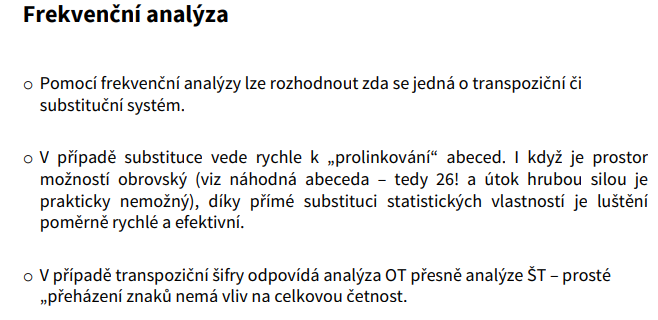 Frekvenční analýza
○ Pomocí frekvenční analýzy lze rozhodnout zda se jedná o transpoziční či
substituční systém.
○ V případě substituce vede rychle k „prolinkování“ abeced. I když je prostor
možností obrovský (viz náhodná abeceda – tedy 26! a útok hrubou silou je
prakticky nemožný), díky přímé substituci statistických vlastností je luštění
poměrně rychlé a efektivní.
○ V případě transpoziční šifry odpovídá analýza OT přesně analýze ŠT – prosté
„přeházení znaků nemá vliv na celkovou četnost.